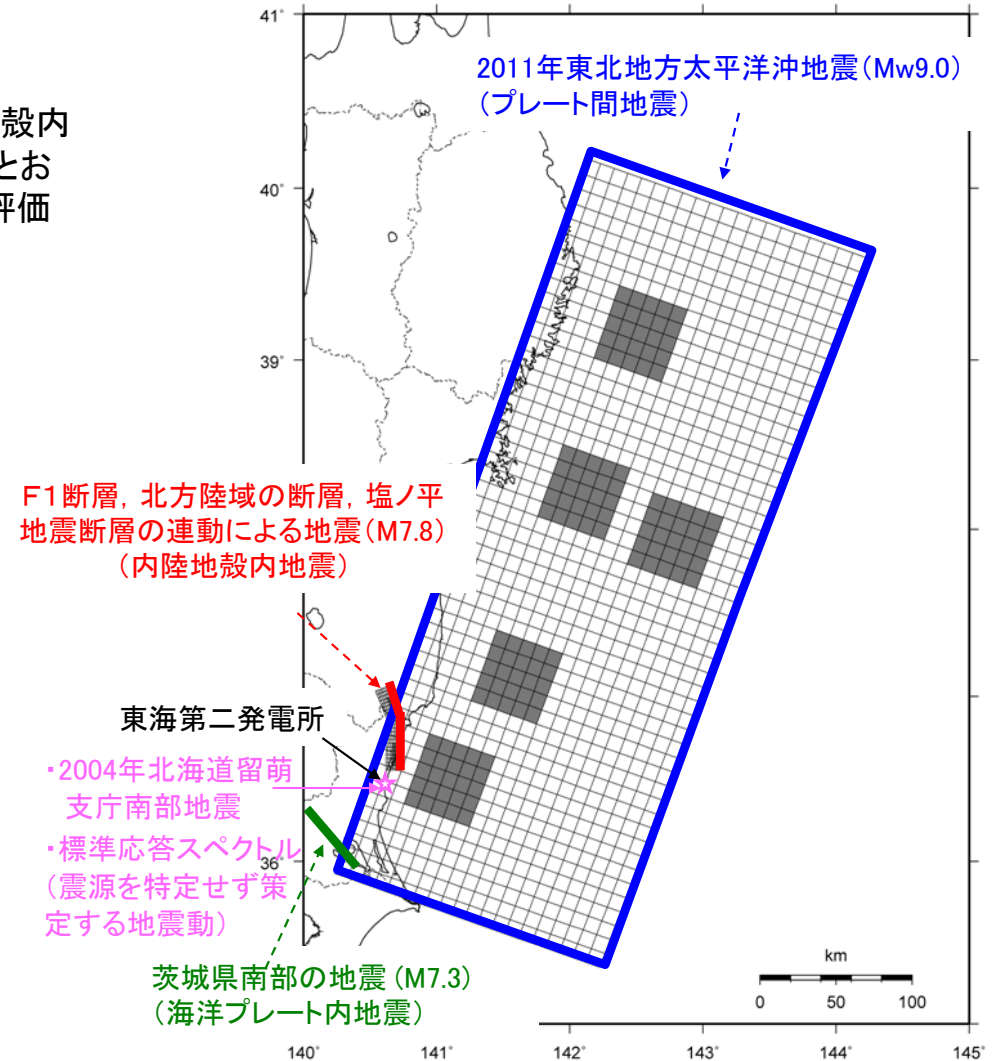 殻内
とお
評価
41°
2011年東北地方太平洋沖地震(Mw9.0)
(プレート間地震)
40°
39°
F1断層,北方陸域の断層,塩ノ平
地震断層の連動による地震(M7.8)
(内陸地殻内地震)
東海第二発電所
・2004年北海道留萌
支庁南部地震
・標準応答スペクトル
(震源を特定せず策
定する地震動)
36°
茨城県南部の地震(M7.3)
(海洋プレート内地震)
km
0 50 100
140° 141° 142° 143° 144° 145°